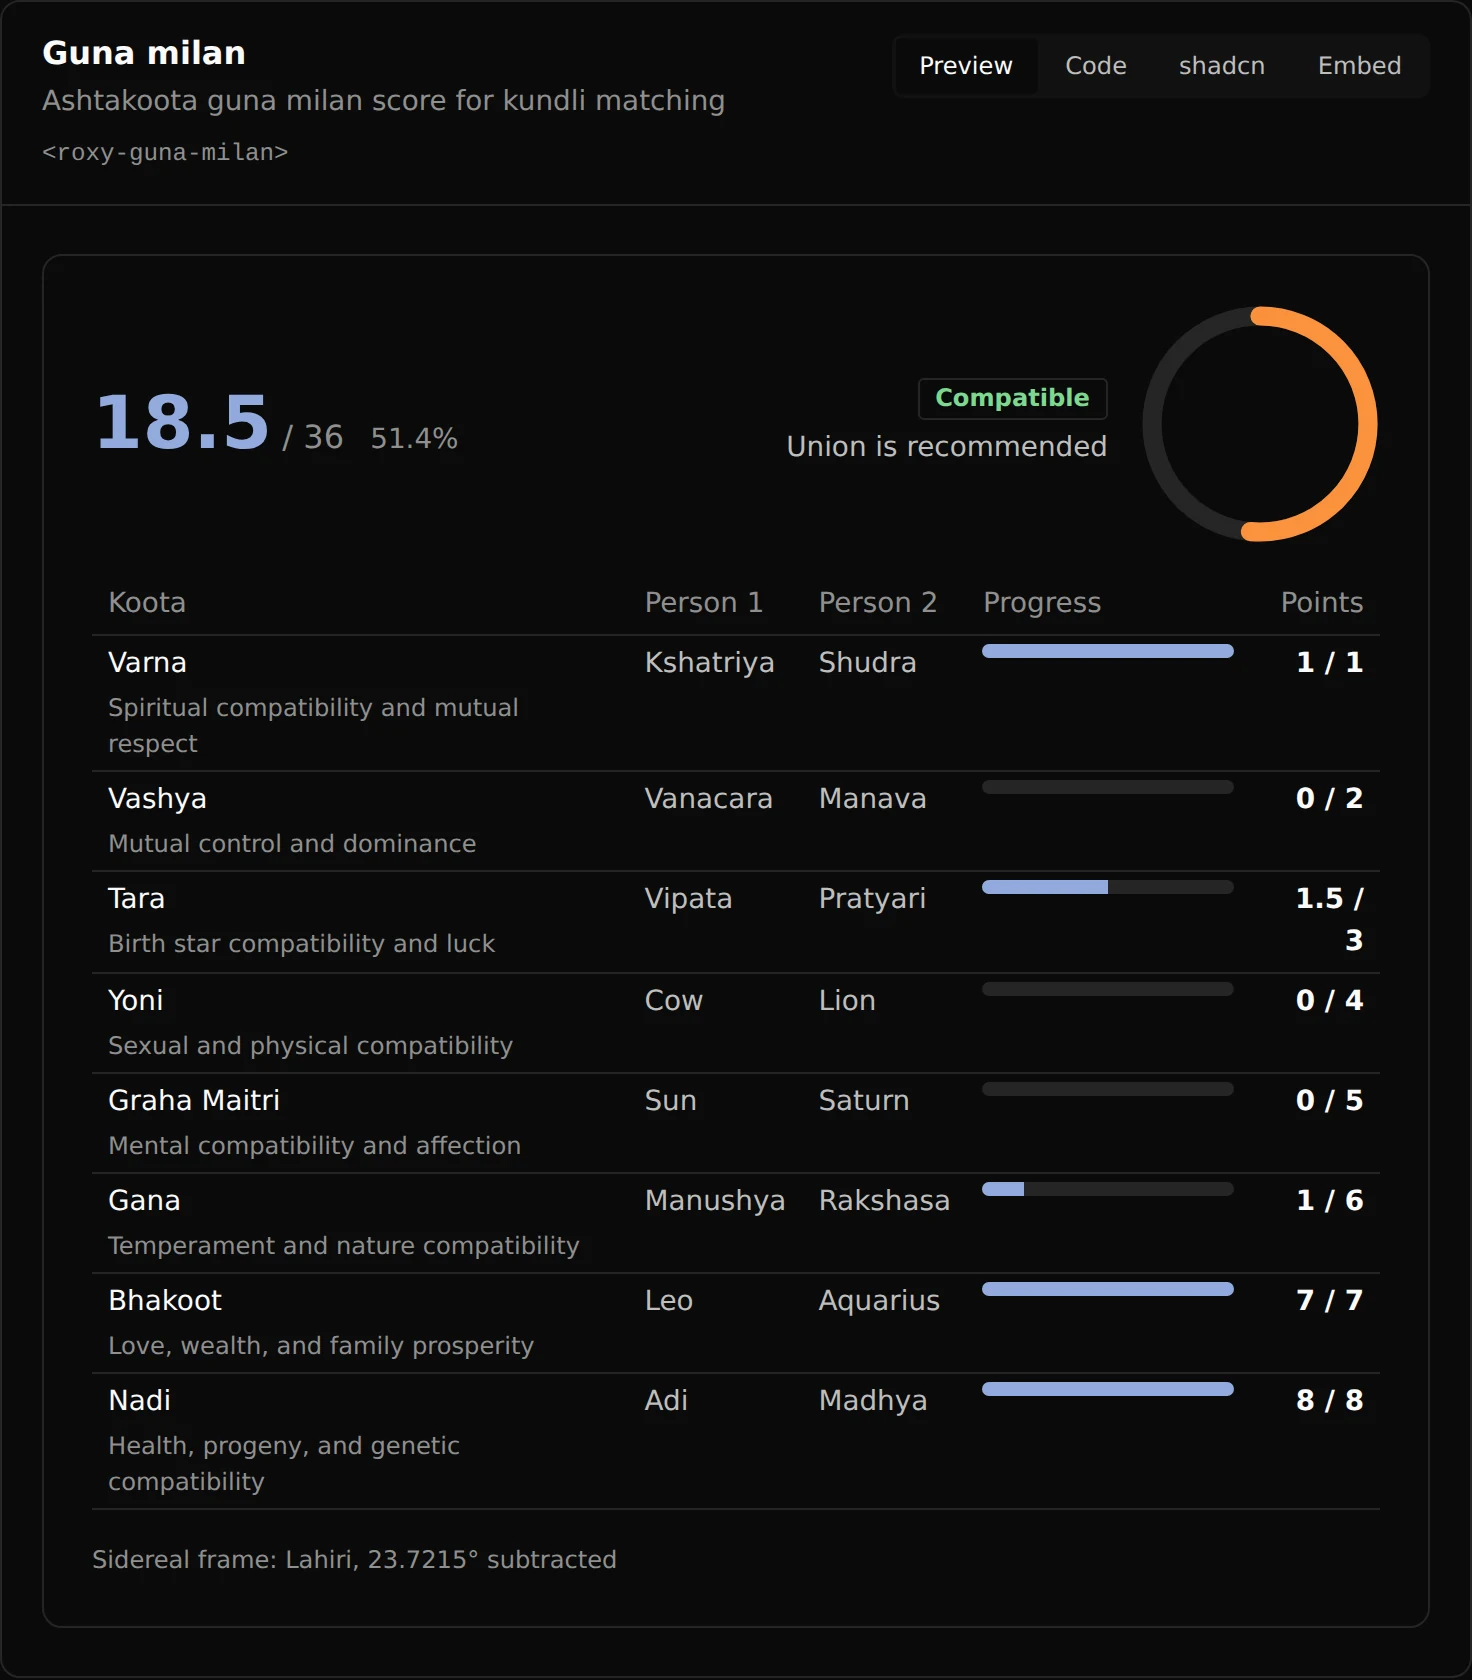 Guna milan
Ashtakoota guna milan score for kundli matching
<roxy-guna-milan>
Preview Code shadcn Embed
18.5 / 36 51.4%
Compatible
Union is recommended
Koota Person 1 Person 2 Progress Points
Varna Kshatriya Shudra 1 / 1
Spiritual compatibility and mutual
respect
Vashya Vanacara Manava 0 / 2
Mutual control and dominance
Tara Vipata Pratyari 1.5 /
3
Birth star compatibility and luck
Yoni Cow Lion 0 / 4
Sexual and physical compatibility
Graha Maitri Sun Saturn 0 / 5
Mental compatibility and affection
Gana Manushya Rakshasa 1 / 6
Temperament and nature compatibility
Bhakoot Leo Aquarius 7 / 7
Love, wealth, and family prosperity
Nadi Adi Madhya 8 / 8
Health, progeny, and genetic
compatibility
Sidereal frame: Lahiri, 23.7215° subtracted